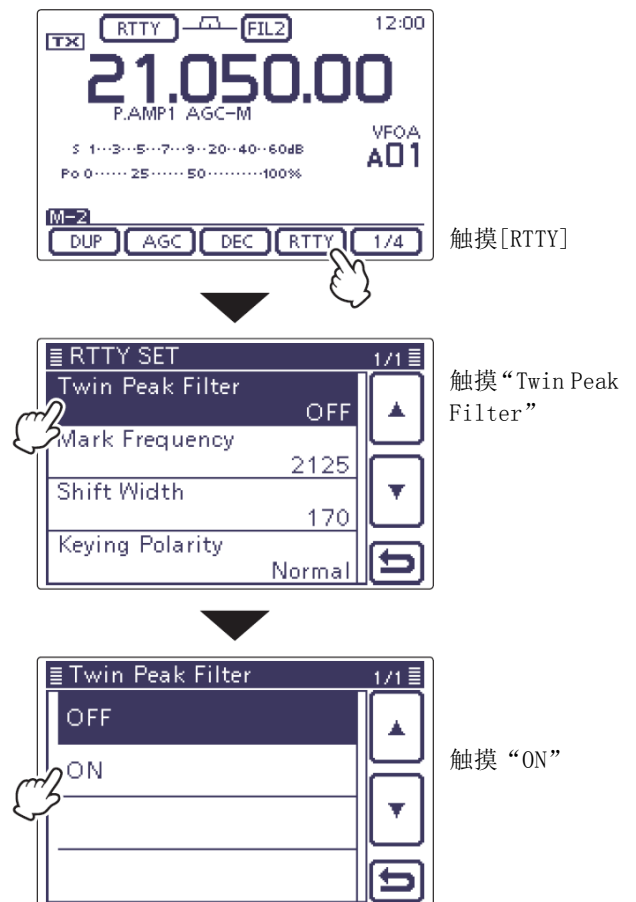 RTTY FIL2 12:00
TX
21.050.00
P.AMP1 AGC-M
VFOA
S 1···3···5···7···9··20··40··60dB
A01
Po 0······25······50··········100%
M-2
DUP AGC DEC RTTY 1/4
触摸[RTTY]
RTTY SET 1/1
Twin Peak Filter
OFF
触摸“Twin Peak
Filter”
Mark Frequency
2125
Shift Width
170
Keying Polarity
Normal
Twin Peak Filter 1/1
OFF
ON
触摸 “ON”